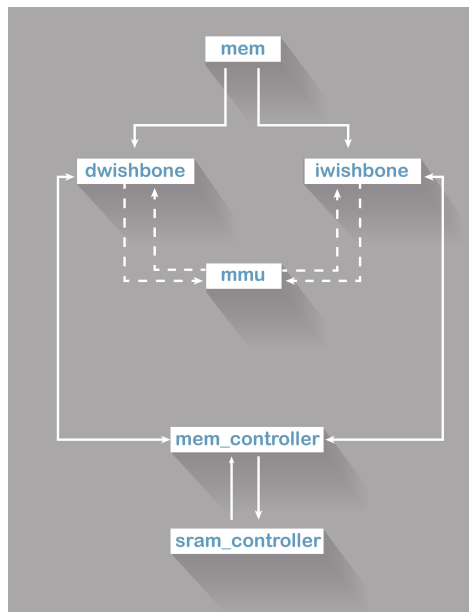 mem
dwishbone
iwishbone
mmu
mem_controller
sram_controller